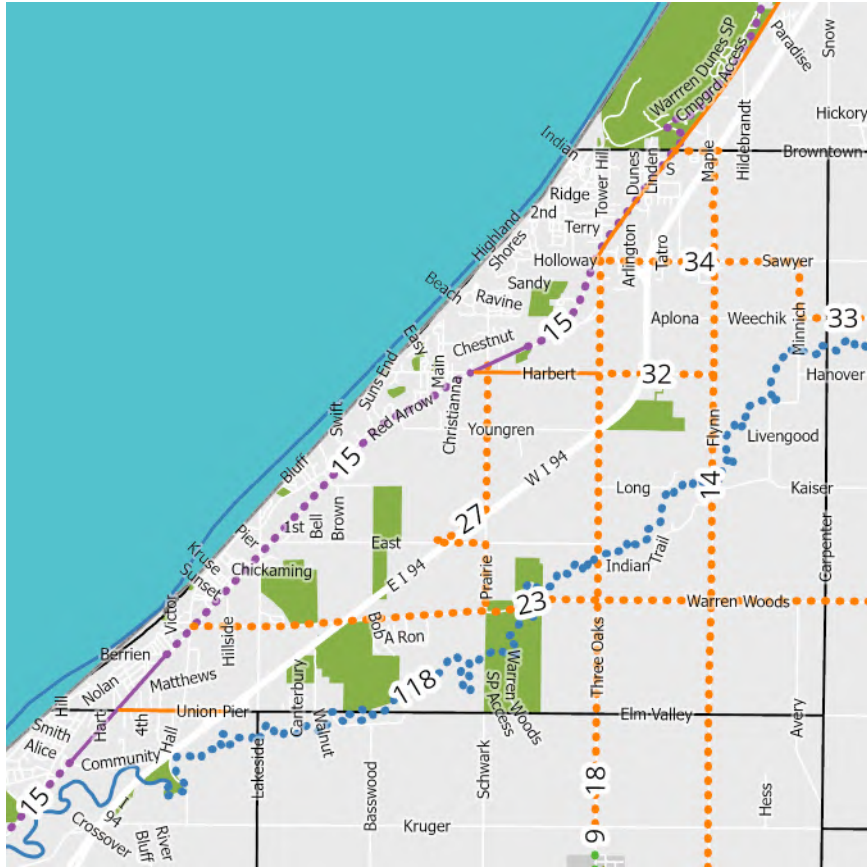 Paradise
Snow
Warrren Dunes SP
Cmpgrd Access
Hickory
Hildebrandt
Indian
Tower Hill
Dunes
Linden
S
Maple
Browntown
Ridge
2nd
Highland
Shores
Terry
Holloway
Arlington
Tatro
34
Sawyer
Beach
Sandy
Ravine
15
Aplona
Weechik
Minnich
33
Easy
Chestnut
Main
Suns End
Harbert
32
Hanover
Christianna
Red Arrow
Swift
Youngren
Flynn
Livengood
Bluff
15
W I 94
Long
14
Kaiser
Pier
1st
Bell
Brown
27
East
Kruse
Sunset
Chickaming
E I 94
Prairie
Indian
Trail
Carpenter
Victor
Hillside
Bob
A Ron
23
Warren Woods
Three Oaks
Berrien
Matthews
Nolan
118
Warren Woods
Sp Access
Hill
Hart
4th
Union Pier
Canterbury
Walnut
Elm-Valley
Avery
Smith
Alice
Community
Hall
Lakeside
Basswood
Schwark
18
Hess
15
I
94
Crossover
River
Bluff
Kruger
9